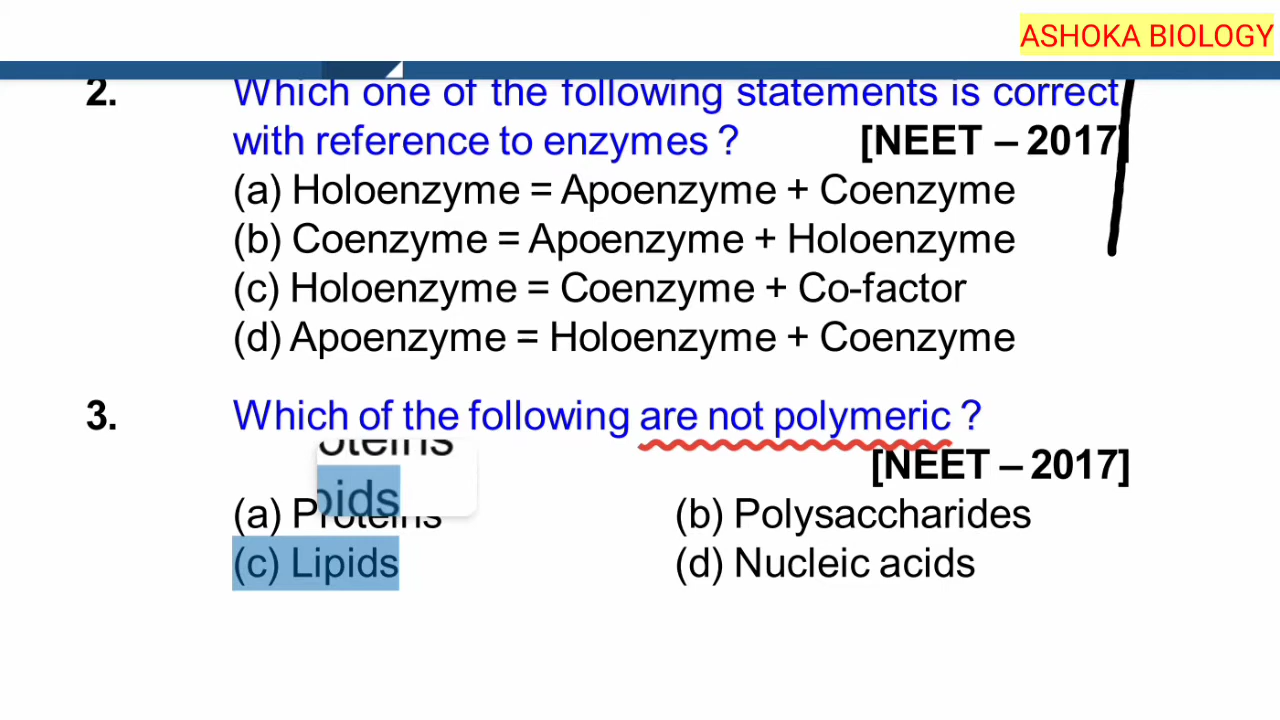 ASHOKA BIOLOGY
2. Which one of the following statements is correct
with reference to enzymes ? [NEET – 2017]
(a) Holoenzyme = Apoenzyme + Coenzyme
(b) Coenzyme = Apoenzyme + Holoenzyme
(c) Holoenzyme = Coenzyme + Co-factor
(d) Apoenzyme = Holoenzyme + Coenzyme
3. Which of the following are not polymeric ?
[NEET – 2017]
(a) Proteins (b) Polysaccharides
(c) Lipids (d) Nucleic acids